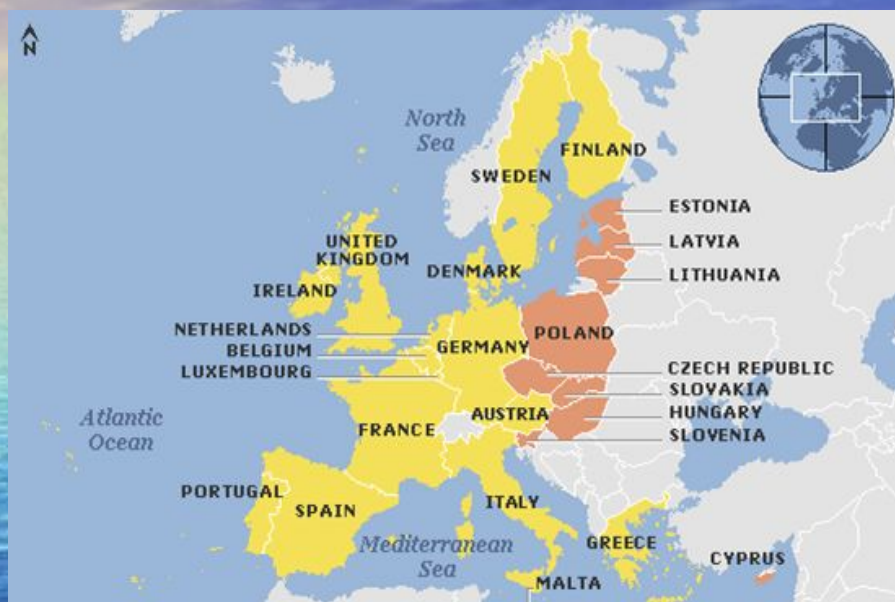 N
North
Sea
FINLAND
SWEDEN
ESTONIA
UNITED
KINGDOM
LATVIA
DENMARK
LITHUANIA
IRELAND
NETHERLANDS
POLAND
BELGIUM
GERMANY
LUXEMBOURG
CZECH REPUBLIC
SLOVAKIA
Atlantic
Ocean
AUSTRIA
HUNGARY
FRANCE
SLOVENIA
PORTUGAL
SPAIN
ITALY
Mediterranean
Sea
GREECE
CYPRUS
MALTA